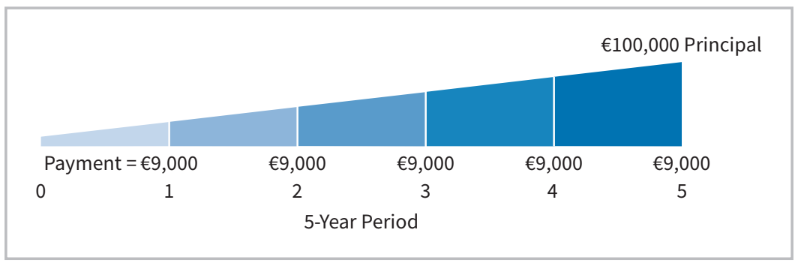 €100,000 Principal
Payment = €9,000 €9,000 €9,000 €9,000 €9,000
0 1 2 3 4 5
5-Year Period